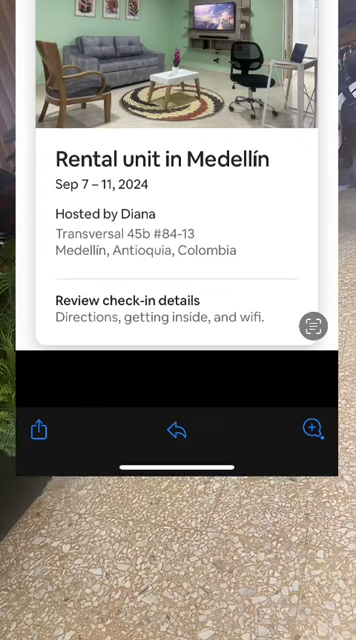 Rental unit in Medellín
Sep 7 – 11, 2024
Hosted by Diana
Transversal 45b #84-13
Medellín, Antioquia, Colombia
Review check-in details
Directions, getting inside, and wifi.